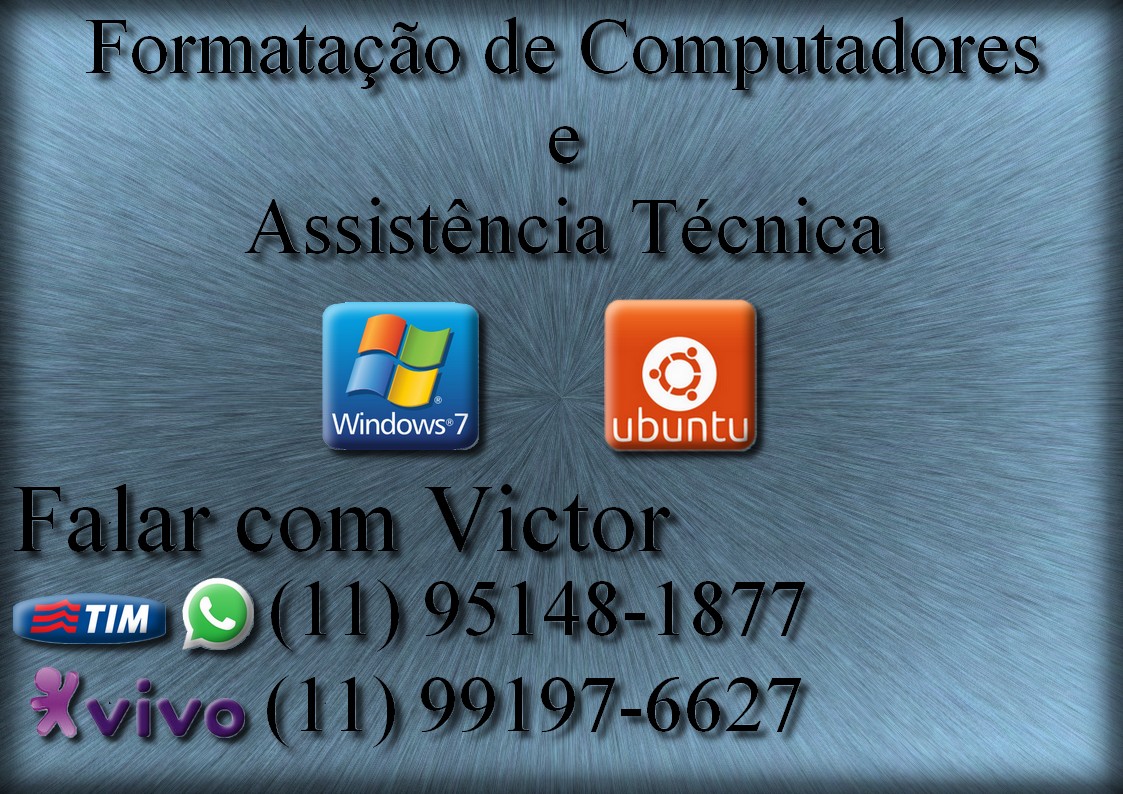 Formatação de Computadores
e
Assistência Técnica
Windows®7
ubuntu
Falar com Victor
TIM (11) 95148-1877
vivo (11) 99197-6627